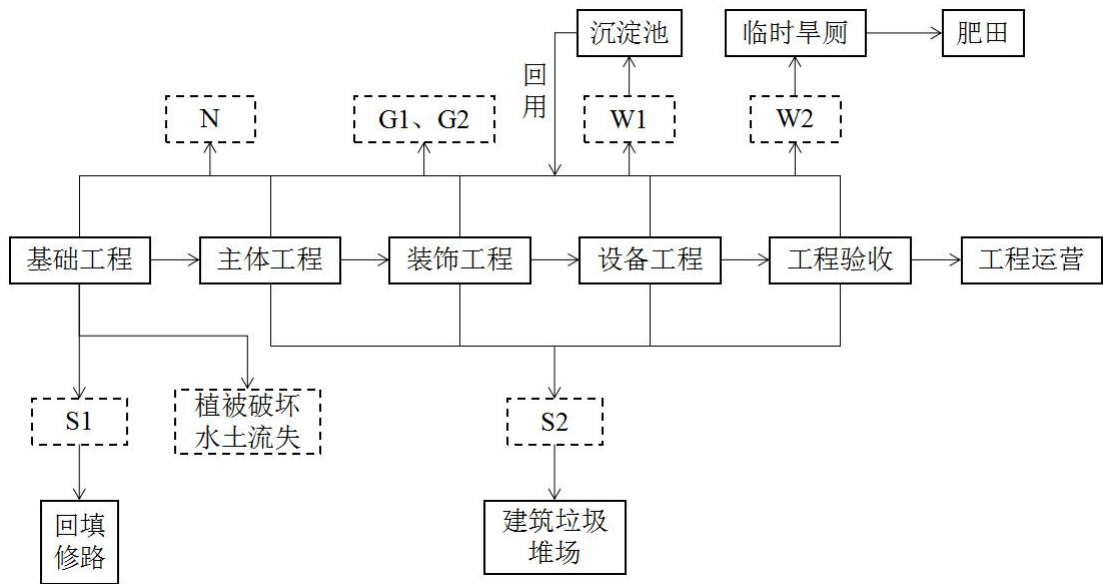 沉淀池
临时旱厕
肥田
回
用
N
G1、G2
W1
W2
基础工程
主体工程
装饰工程
设备工程
工程验收
工程运营
S1
植被破坏
水土流失
S2
回填
修路
建筑垃圾
堆场